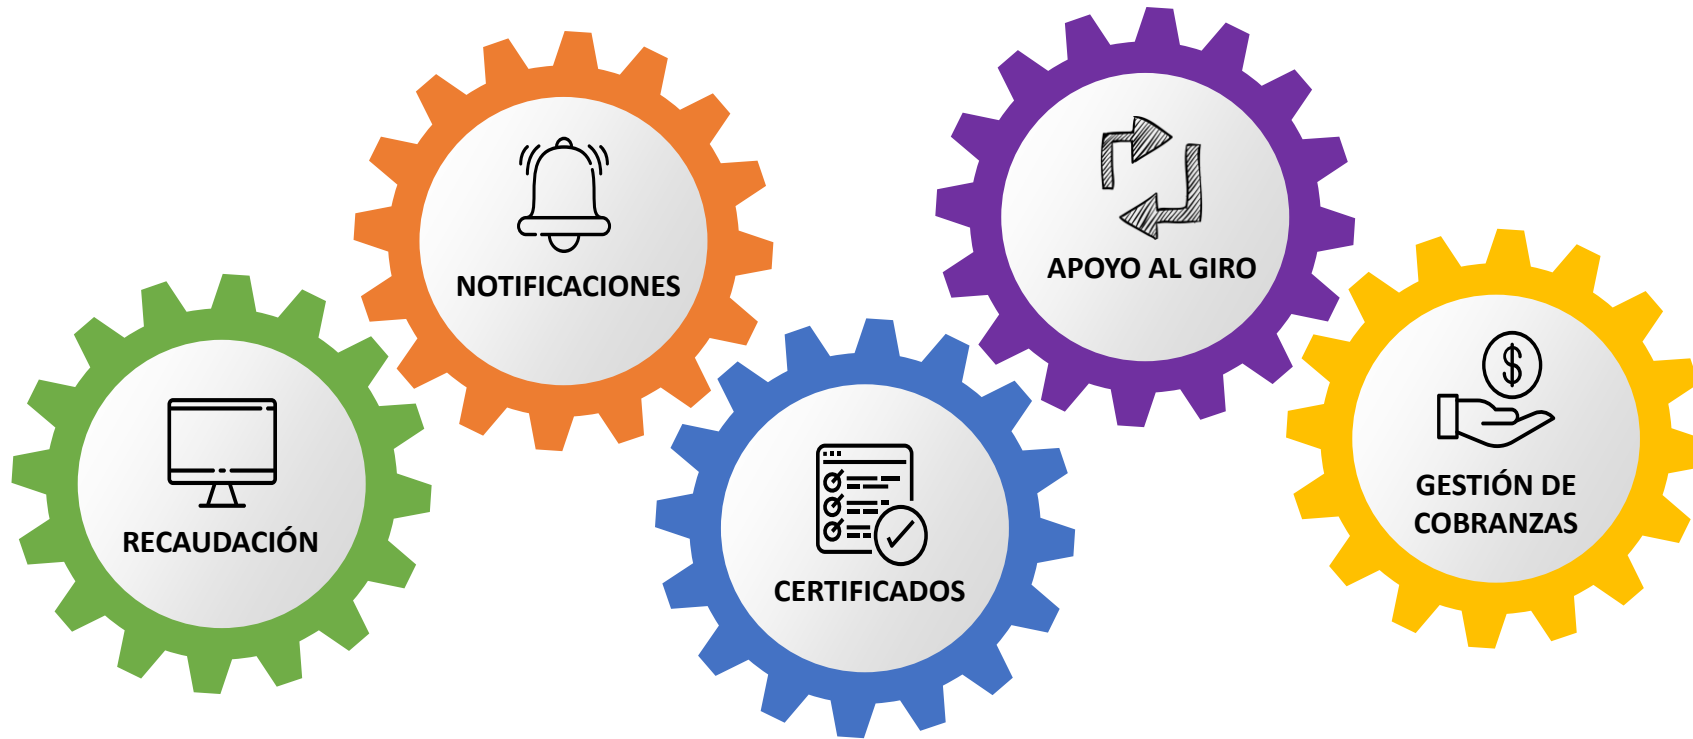 RECAUDACIÓN
NOTIFICACIONES
CERTIFICADOS
APOYO AL GIRO
$
GESTIÓN DE
COBRANZAS